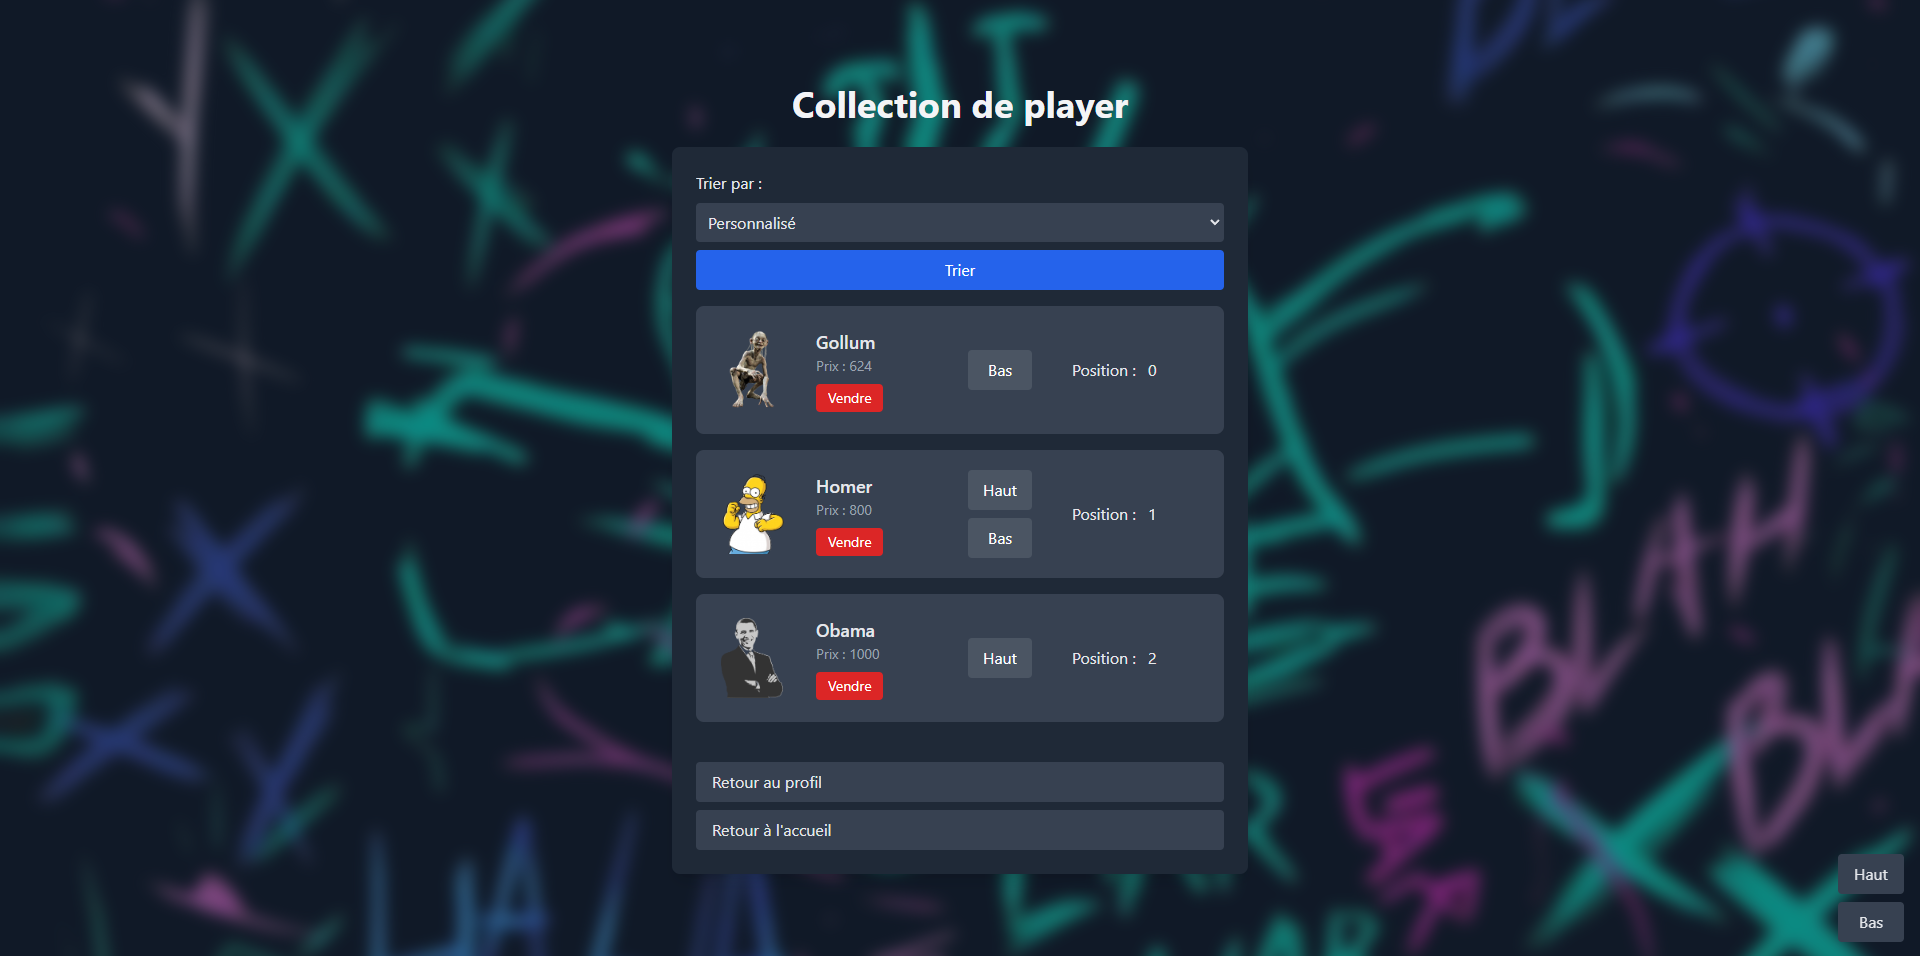 Collection de player
Trier par :
Personnalisé
Trier
Gollum
Prix : 624
Vendre
Bas
Position : 0
Homer
Prix : 800
Vendre
Haut
Bas
Position : 1
Obama
Prix : 1000
Vendre
Haut
Position : 2
Retour au profil
Retour à l'accueil
Haut
Bas
BLAH